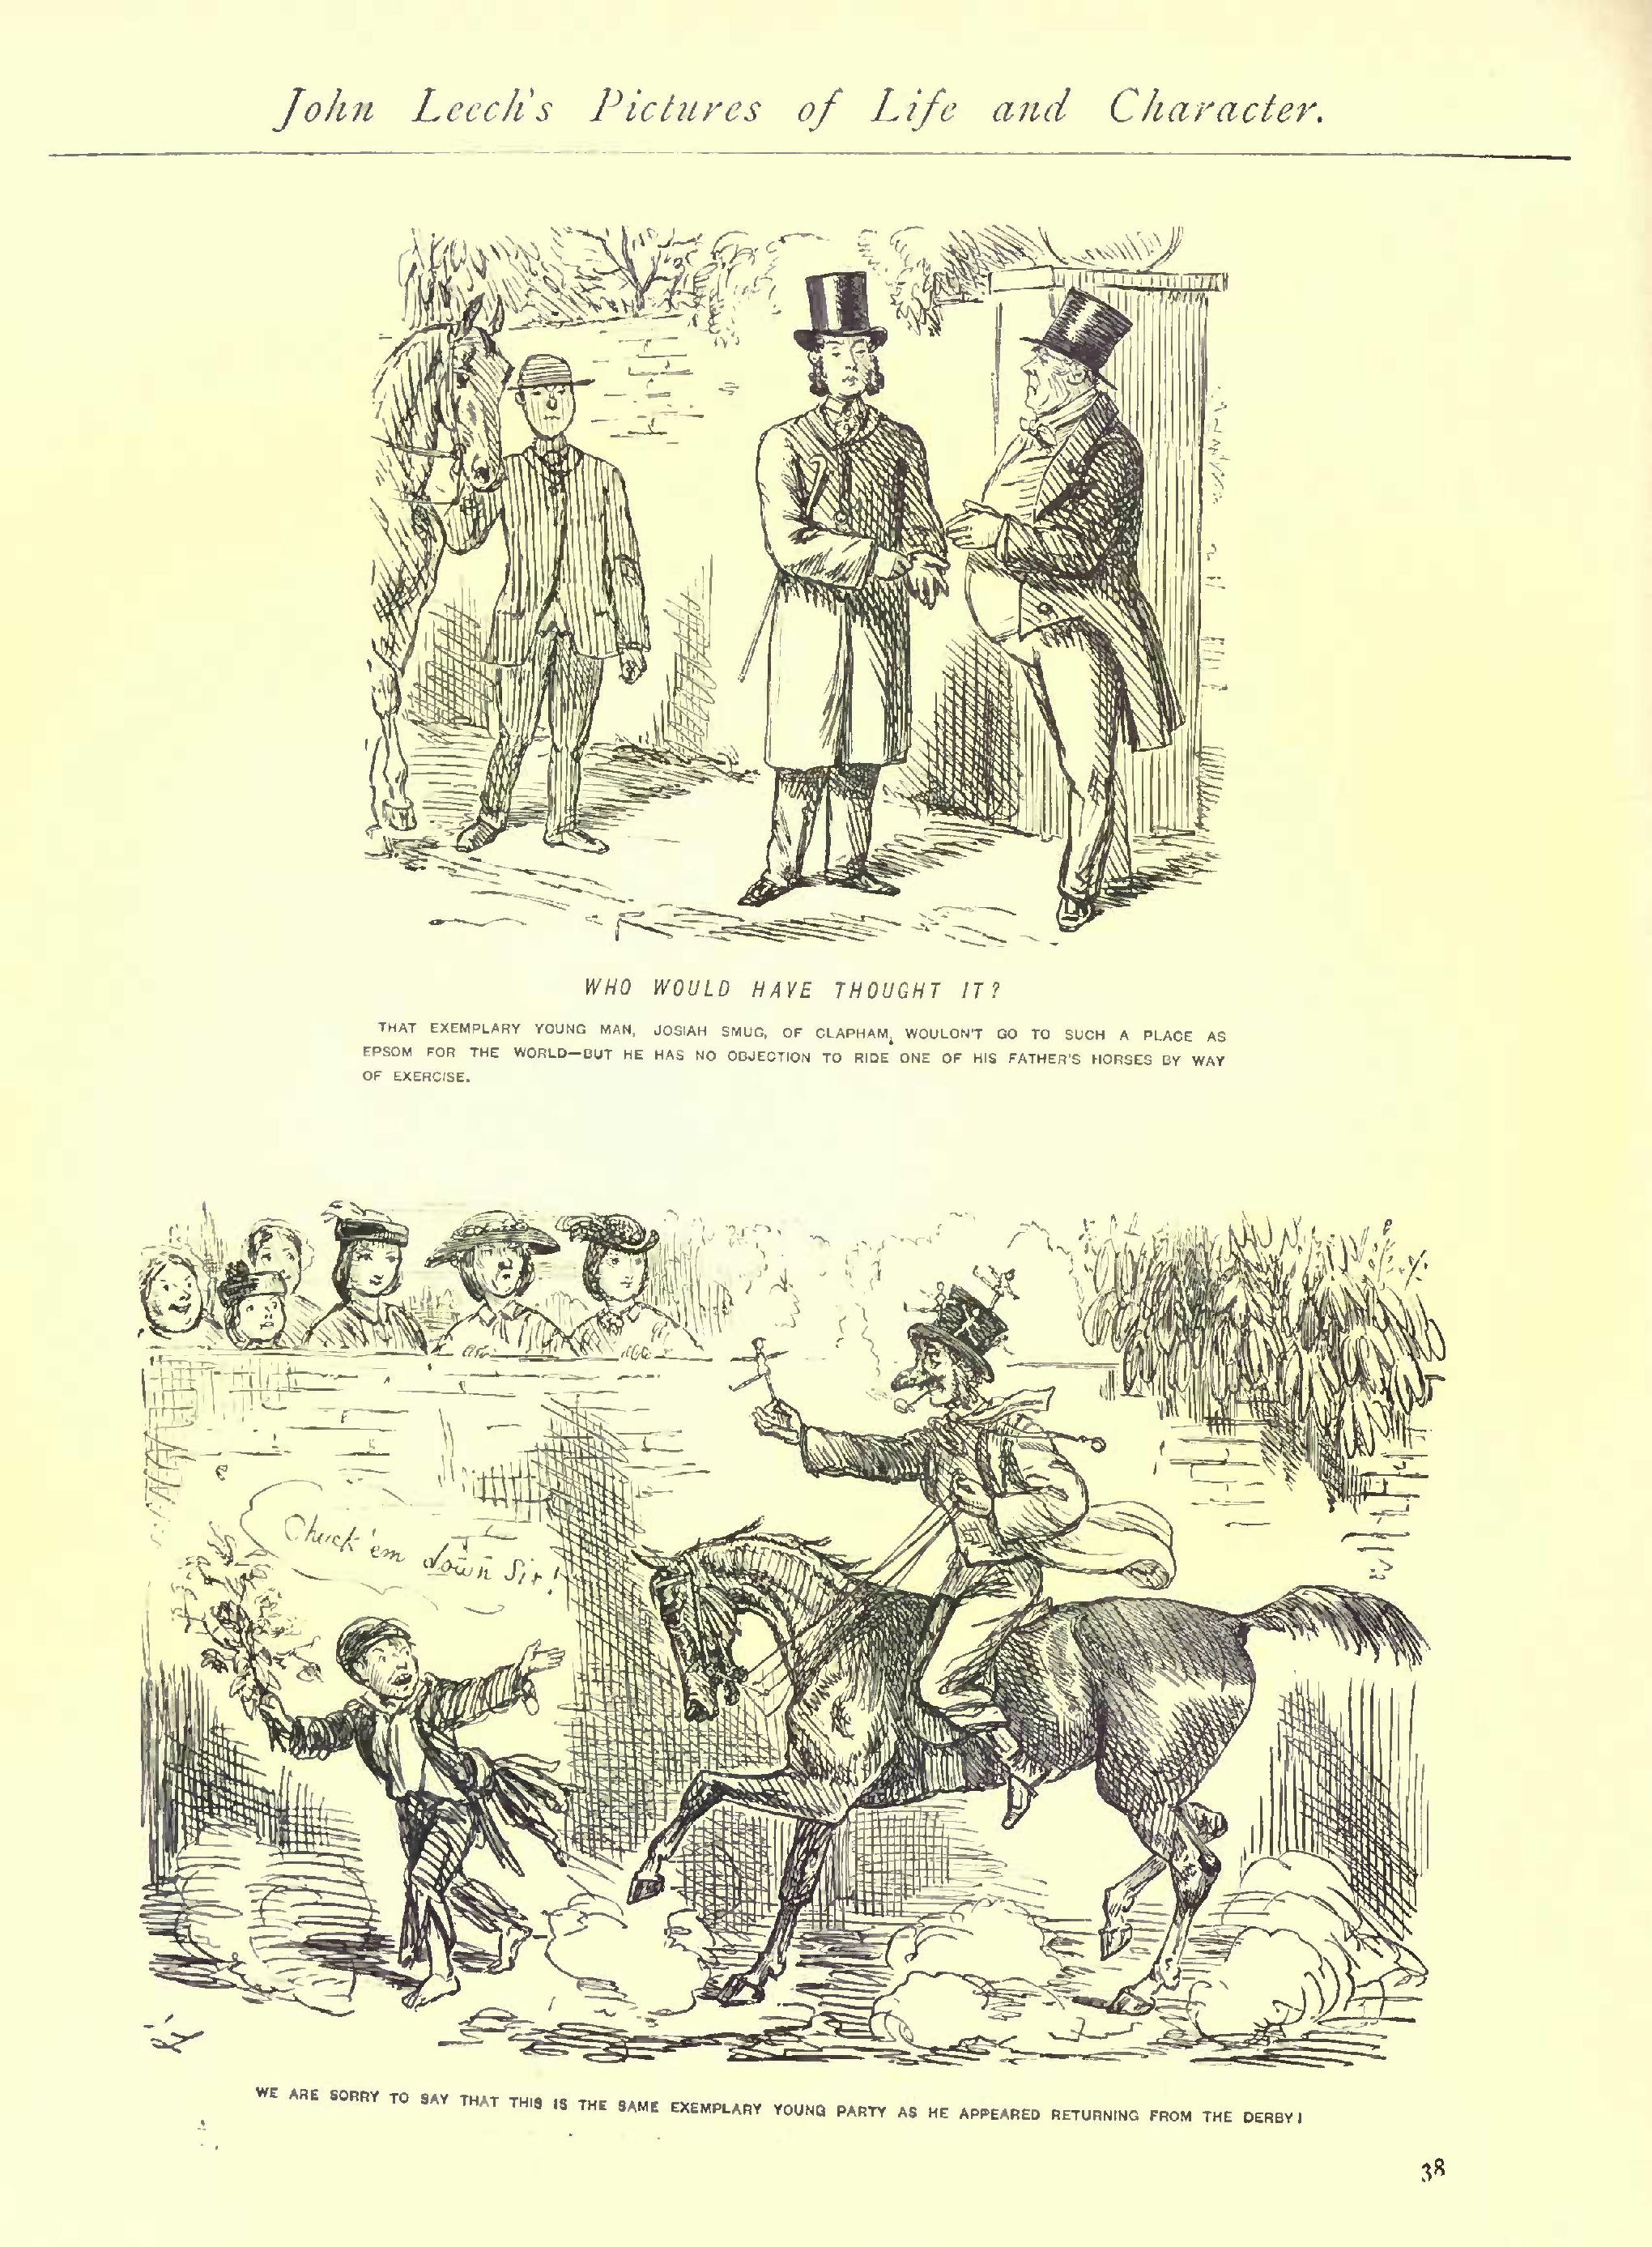 John Leech's Pictures of Life and Character.
WHO WOULD HAVE THOUGHT IT?
THAT EXEMPLARY YOUNG MAN, JOSIAH SMUG, OF CLAPHAM, WOULDN'T GO TO SUCH A PLACE AS
EPSOM FOR THE WORLD—BUT HE HAS NO OBJECTION TO RIDE ONE OF HIS FATHER'S HORSES BY WAY
OF EXERCISE.
Chuck 'em down Sir!
WE ARE SORRY TO SAY THAT THIS IS THE SAME EXEMPLARY YOUNG PARTY AS HE APPEARED RETURNING FROM THE DERBY!
38